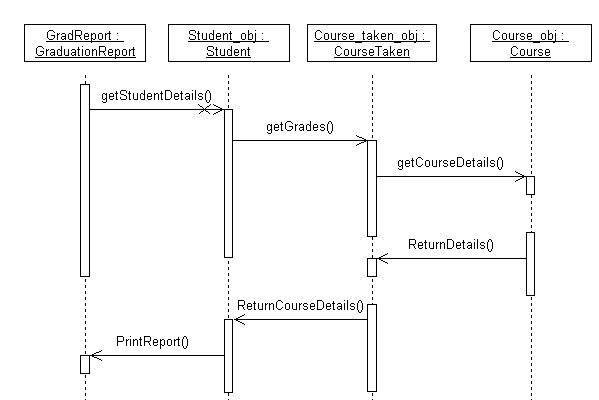 GradReport :
GraduationReport
Student_obj :
Student
Course_taken_obj :
CourseTaken
Course_obj :
Course
getStudentDetails()
getGrades()
getCourseDetails()
ReturnDetails()
ReturnCourseDetails()
PrintReport()